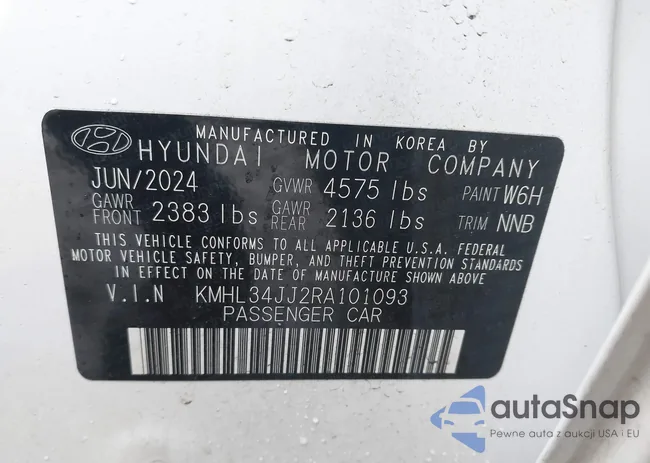 MANUFACTURED IN KOREA BY
HYUNDAI MOTOR COMPANY
JUN/2024 GVWR 4575 lbs PAINT W6H
GAWR FRONT 2383 lbs GAWR REAR 2136 lbs TRIM NNB
THIS VEHICLE CONFORMS TO ALL APPLICABLE U.S.A. FEDERAL
MOTOR VEHICLE SAFETY, BUMPER, AND THEFT PREVENTION STANDARDS
IN EFFECT ON THE DATE OF MANUFACTURE SHOWN ABOVE
V.I.N KMHL34JJ2RA101093
PASSENGER CAR
autaSnap
Pewne auta z aukcji USA i EU